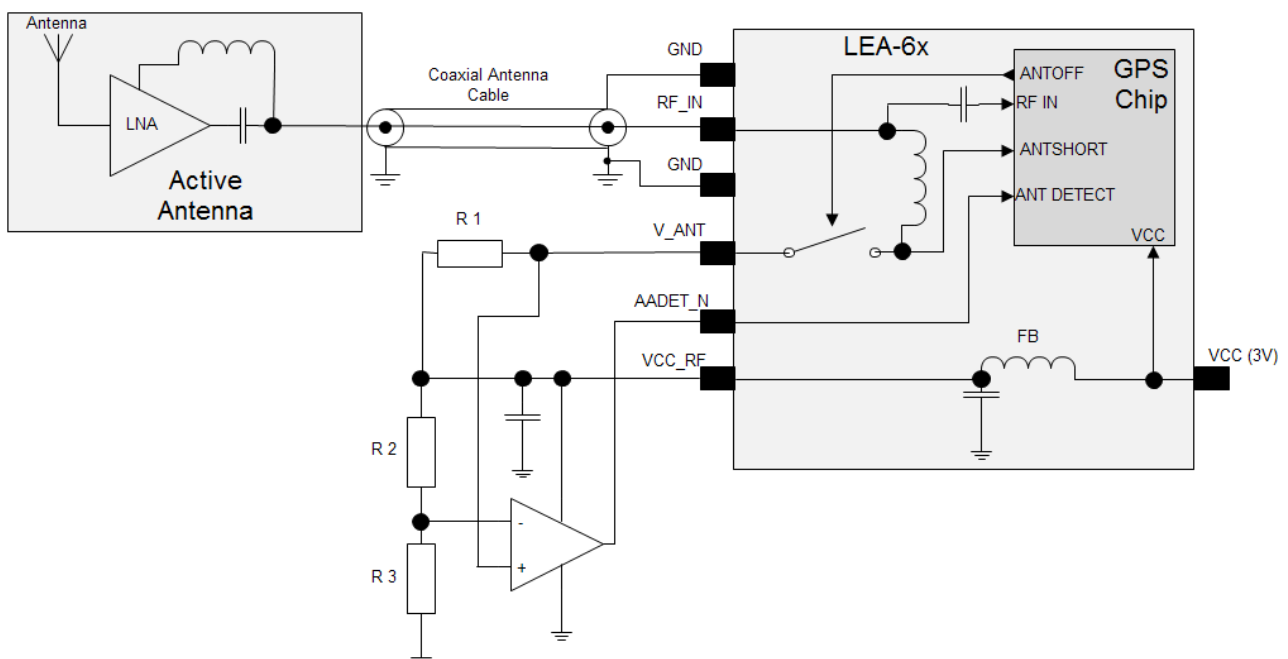 Antenna
LNA
Active
Antenna
Coaxial Antenna
Cable
GND
RF_IN
GND
V_ANT
AADET_N
VCC_RF
LEA-6x
GPS
Chip
ANTOFF
RF IN
ANTSHORT
ANT DETECT
VCC
FB
VCC (3V)
R 1
R 2
R 3
-
+